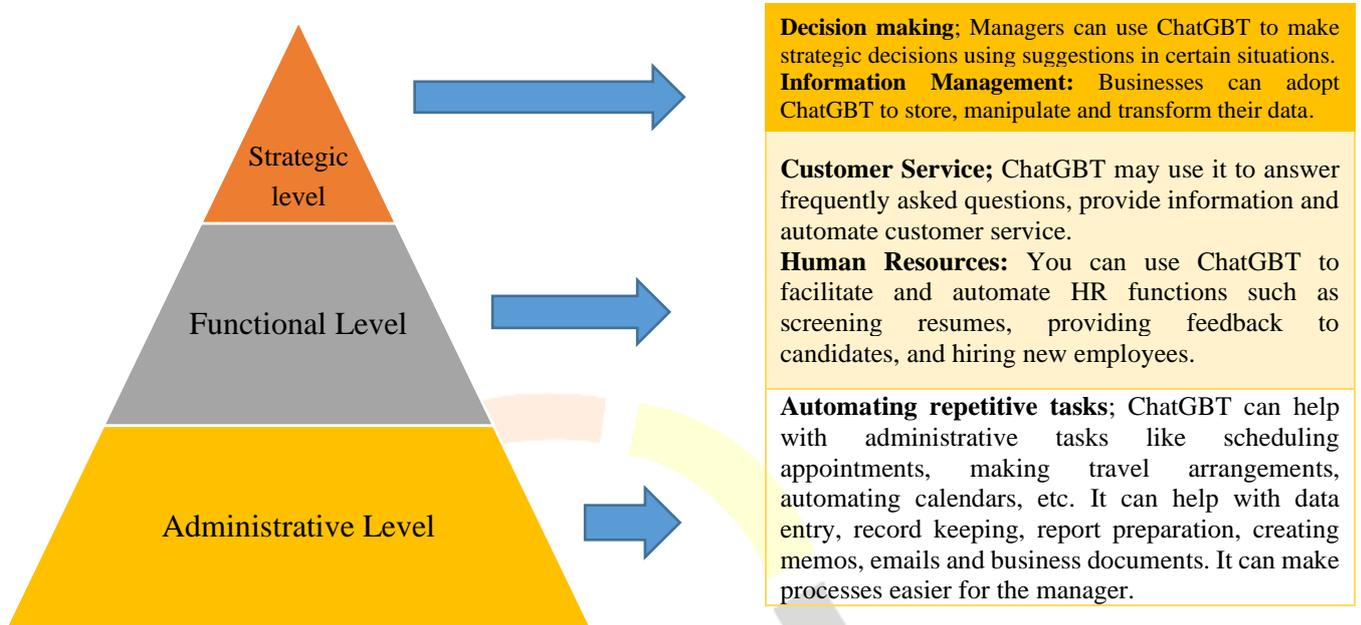 Strategic
level
Functional Level
Administrative Level
Decision making; Managers can use ChatGBT to make
strategic decisions using suggestions in certain situations.
Information Management: Businesses can adopt
ChatGBT to store, manipulate and transform their data.
Customer Service; ChatGBT may use it to answer
frequently asked questions, provide information and
automate customer service.
Human Resources: You can use ChatGBT to
facilitate and automate HR functions such as
screening resumes, providing feedback to
candidates, and hiring new employees.
Automating repetitive tasks; ChatGBT can help
with administrative tasks like scheduling
appointments, making travel arrangements,
automating calendars, etc. It can help with data
entry, record keeping, report preparation, creating
memos, emails and business documents. It can make
processes easier for the manager.